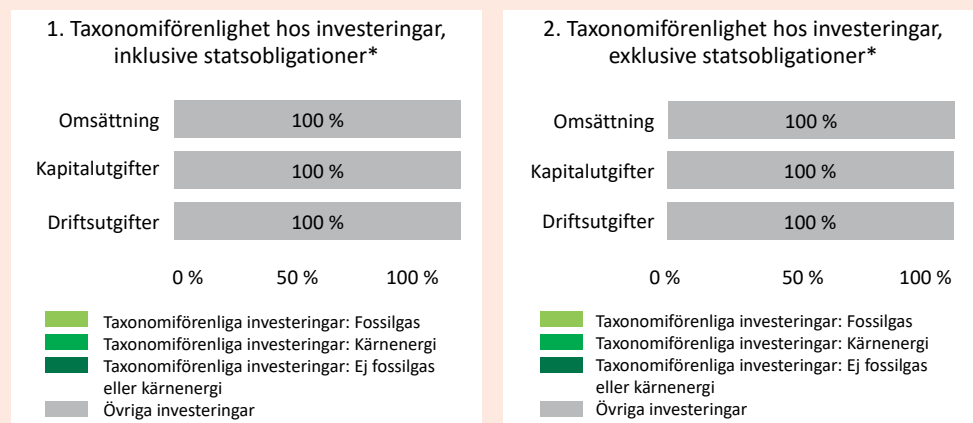 1. Taxonomiförenlighet hos investeringar,
inklusive statsobligationer*
Omsättning 100 %
Kapitalutgifter 100 %
Driftsutgifter 100 %
0 % 50 % 100 %
Taxonomiförenliga investeringar: Fossilgas
Taxonomiförenliga investeringar: Kärnenergi
Taxonomiförenliga investeringar: Ej fossilgas
eller kärnenergi
Övriga investeringar
2. Taxonomiförenlighet hos investeringar,
exklusive statsobligationer*
Omsättning 100 %
Kapitalutgifter 100 %
Driftsutgifter 100 %
0 % 50 % 100 %
Taxonomiförenliga investeringar: Fossilgas
Taxonomiförenliga investeringar: Kärnenergi
Taxonomiförenliga investeringar: Ej fossilgas
eller kärnenergi
Övriga investeringar